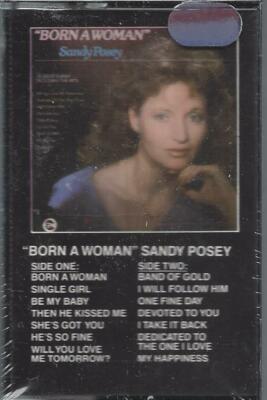 "BORN A WOMAN"
Sandy Posey
"BORN A WOMAN" SANDY POSEY
SIDE ONE:
BORN A WOMAN
SINGLE GIRL
BE MY BABY
THEN HE KISSED ME
SHE'S GOT YOU
HE'S SO FINE
WILL YOU LOVE
ME TOMORROW?
SIDE TWO:
BAND OF GOLD
I WILL FOLLOW HIM
ONE FINE DAY
DEVOTED TO YOU
I TAKE IT BACK
DEDICATED TO
THE ONE I LOVE
MY HAPPINESS